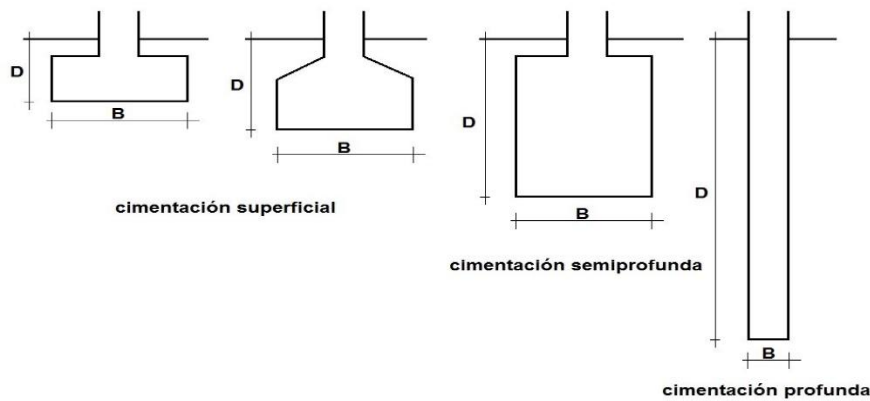 D
B
D
B
cimentación superficial
D
B
cimentación semiprofunda
D
B
cimentación profunda